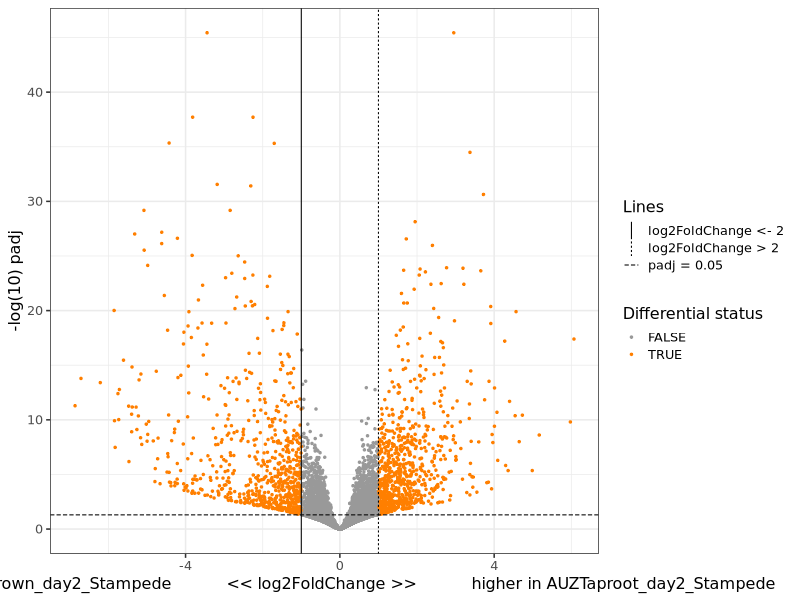 -log(10) padj
40
30
20
10
0
-4
0
4
rown_day2_Stampede << log2FoldChange >> higher in AUZTaproot_day2_Stampede
Lines
log2FoldChange <- 2
log2FoldChange > 2
padj = 0.05
Differential status
FALSE
TRUE